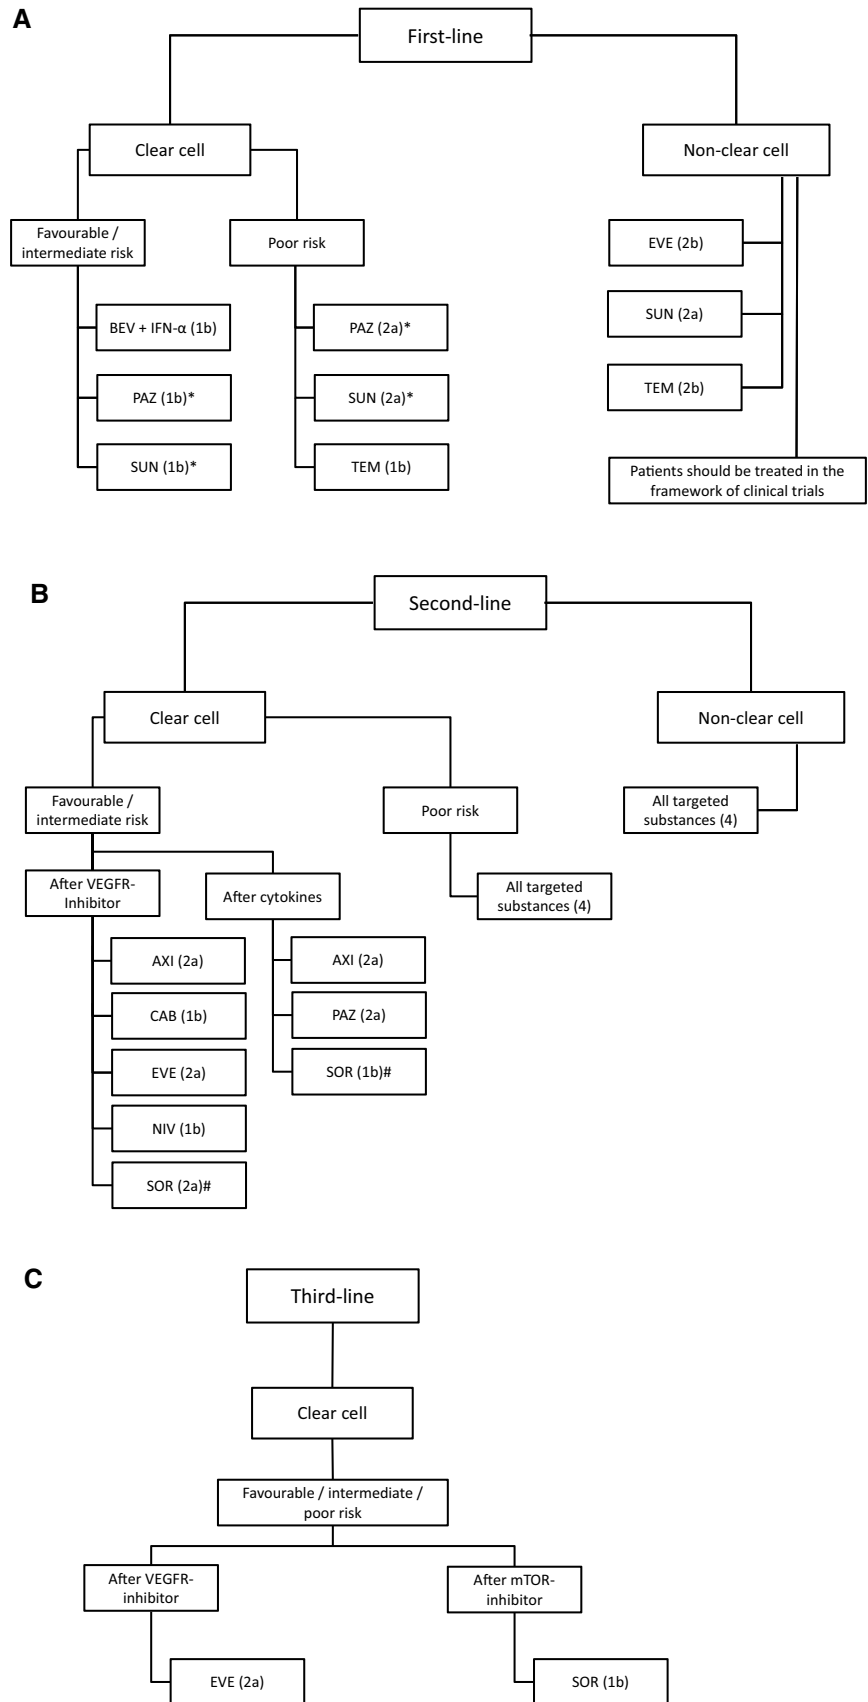 A
First-line
Clear cell
Non-clear cell
Favourable /
intermediate risk
Poor risk
BEV + IFN-α (1b)
PAZ (1b)*
SUN (1b)*
PAZ (2a)*
SUN (2a)*
TEM (1b)
EVE (2b)
SUN (2a)
TEM (2b)
Patients should be treated in the
framework of clinical trials
B
Second-line
Clear cell
Non-clear cell
Favourable /
intermediate risk
Poor risk
All targeted
substances (4)
After VEGFR-
Inhibitor
After cytokines
All targeted
substances (4)
AXI (2a)
CAB (1b)
EVE (2a)
NIV (1b)
SOR (2a)#
AXI (2a)
PAZ (2a)
SOR (1b)#
C
Third-line
Clear cell
Favourable / intermediate /
poor risk
After VEGFR-
inhibitor
After mTOR-
inhibitor
EVE (2a)
SOR (1b)